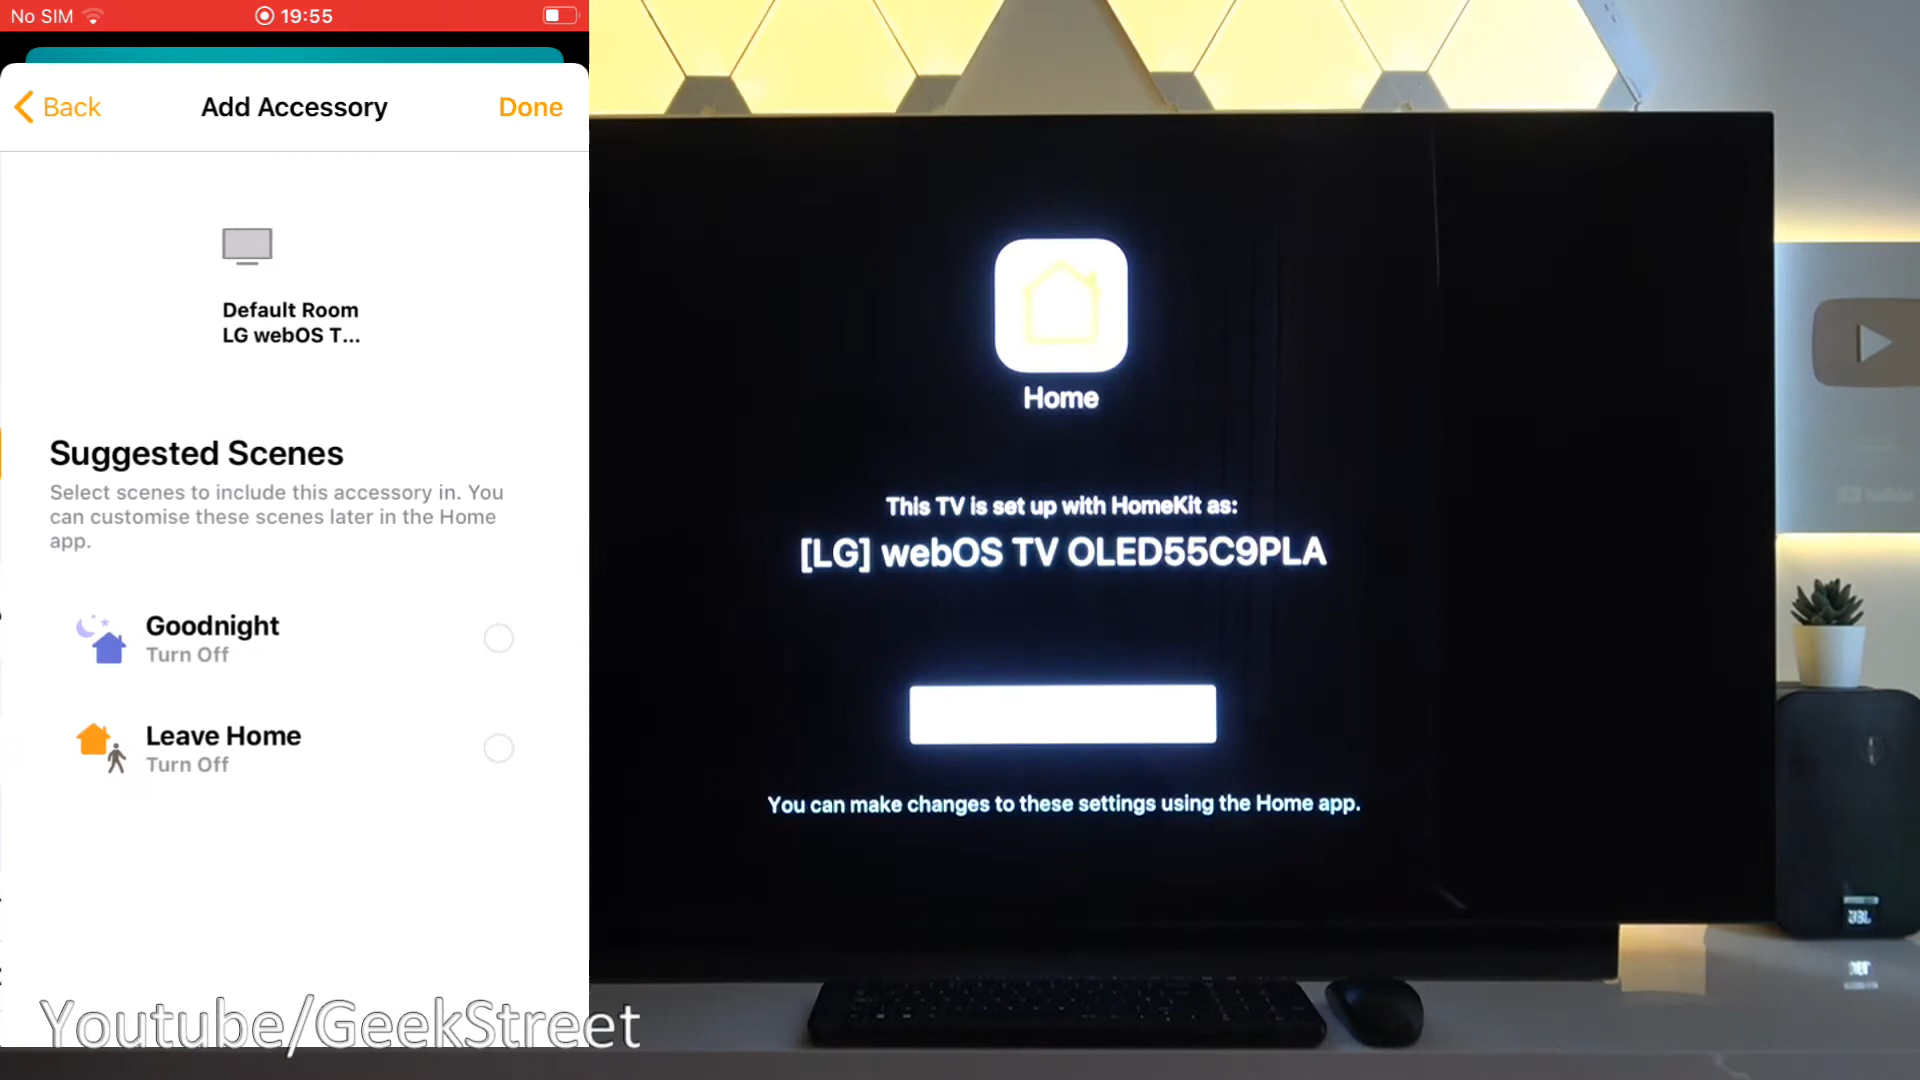 No SIM 19:55
Back Add Accessory Done
Default Room
LG webOS T...
Suggested Scenes
Select scenes to include this accessory in. You
can customise these scenes later in the Home
app.
Goodnight
Turn Off
Leave Home
Turn Off
Home
This TV is set up with HomeKit as:
[LG] webOS TV OLED55C9PLA
You can make changes to these settings using the Home app.
JBL
Youtube/GeekStreet